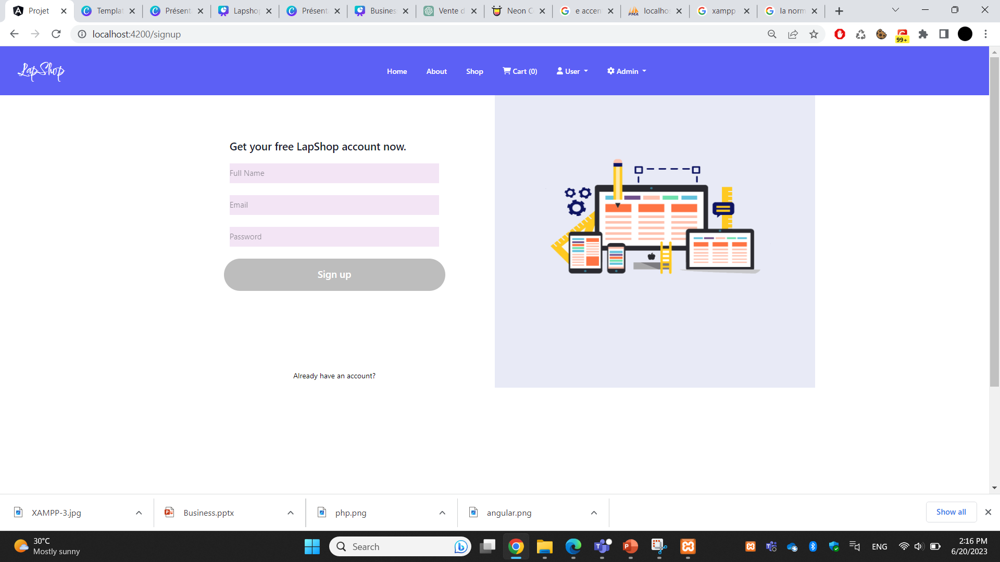 Projet
Templat
Présent
Lapshop
Présent
Busines
Vente d
Neon C
e accen
localhos
xampp
la norm
localhost:4200/signup
99+
LapShop
Home
About
Shop
Cart (0)
User
Admin
Get your free LapShop account now.
Full Name
Email
Password
Sign up
Already have an account?
XAMPP-3.jpg
Business.pptx
php.png
angular.png
Show all
30°C
Mostly sunny
Search
ENG
2:16 PM
6/20/2023